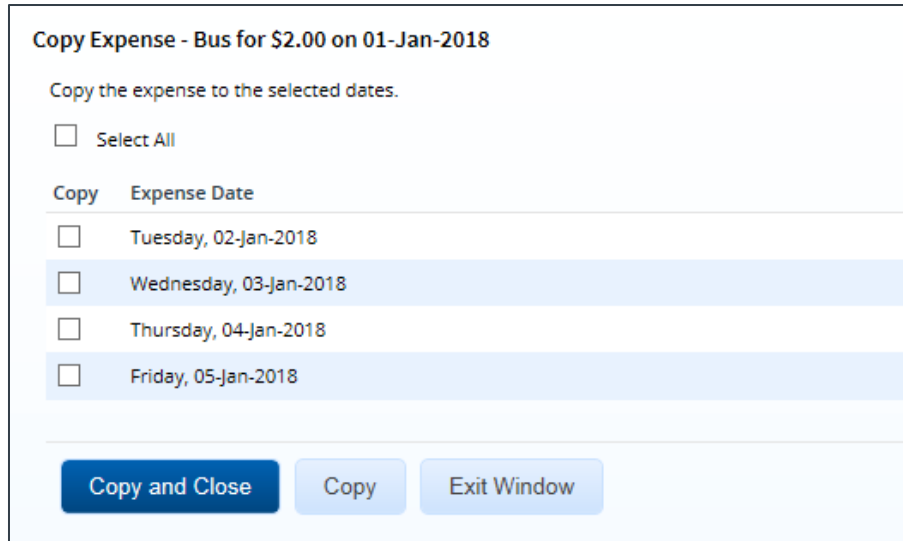 Copy Expense - Bus for $2.00 on 01-Jan-2018
Copy the expense to the selected dates.
Select All
Copy Expense Date
Tuesday, 02-Jan-2018
Wednesday, 03-Jan-2018
Thursday, 04-Jan-2018
Friday, 05-Jan-2018
Copy and Close Copy Exit Window